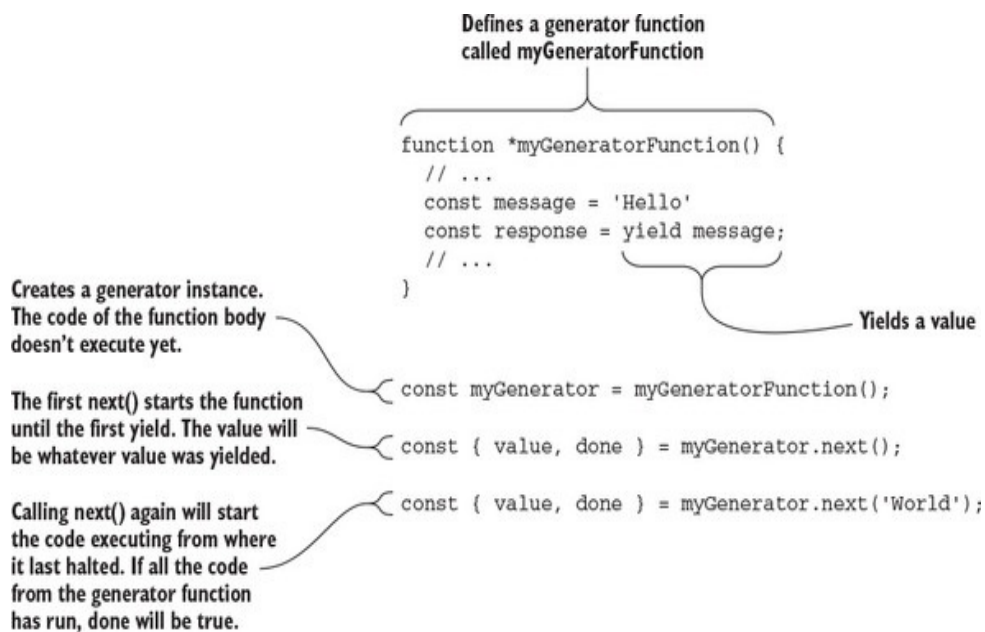 Defines a generator function
called myGeneratorFunction
function *myGeneratorFunction() {
// ...
const message = 'Hello'
const response = yield message;
// ...
}
Yields a value
Creates a generator instance.
The code of the function body
doesn't execute yet.
const myGenerator = myGeneratorFunction();
The first next() starts the function
until the first yield. The value will
be whatever value was yielded.
const { value, done } = myGenerator.next();
Calling next() again will start
the code executing from where
it last halted. If all the code
from the generator function
has run, done will be true.
const { value, done } = myGenerator.next('World');